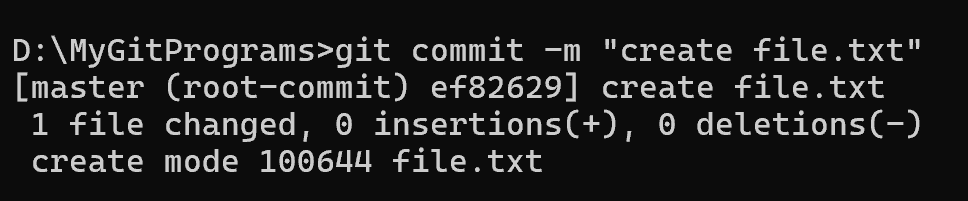 D:\MyGitPrograms>git commit -m "create file.txt"
[master (root-commit) ef82629] create file.txt
 1 file changed, 0 insertions(+), 0 deletions(-)
 create mode 100644 file.txt